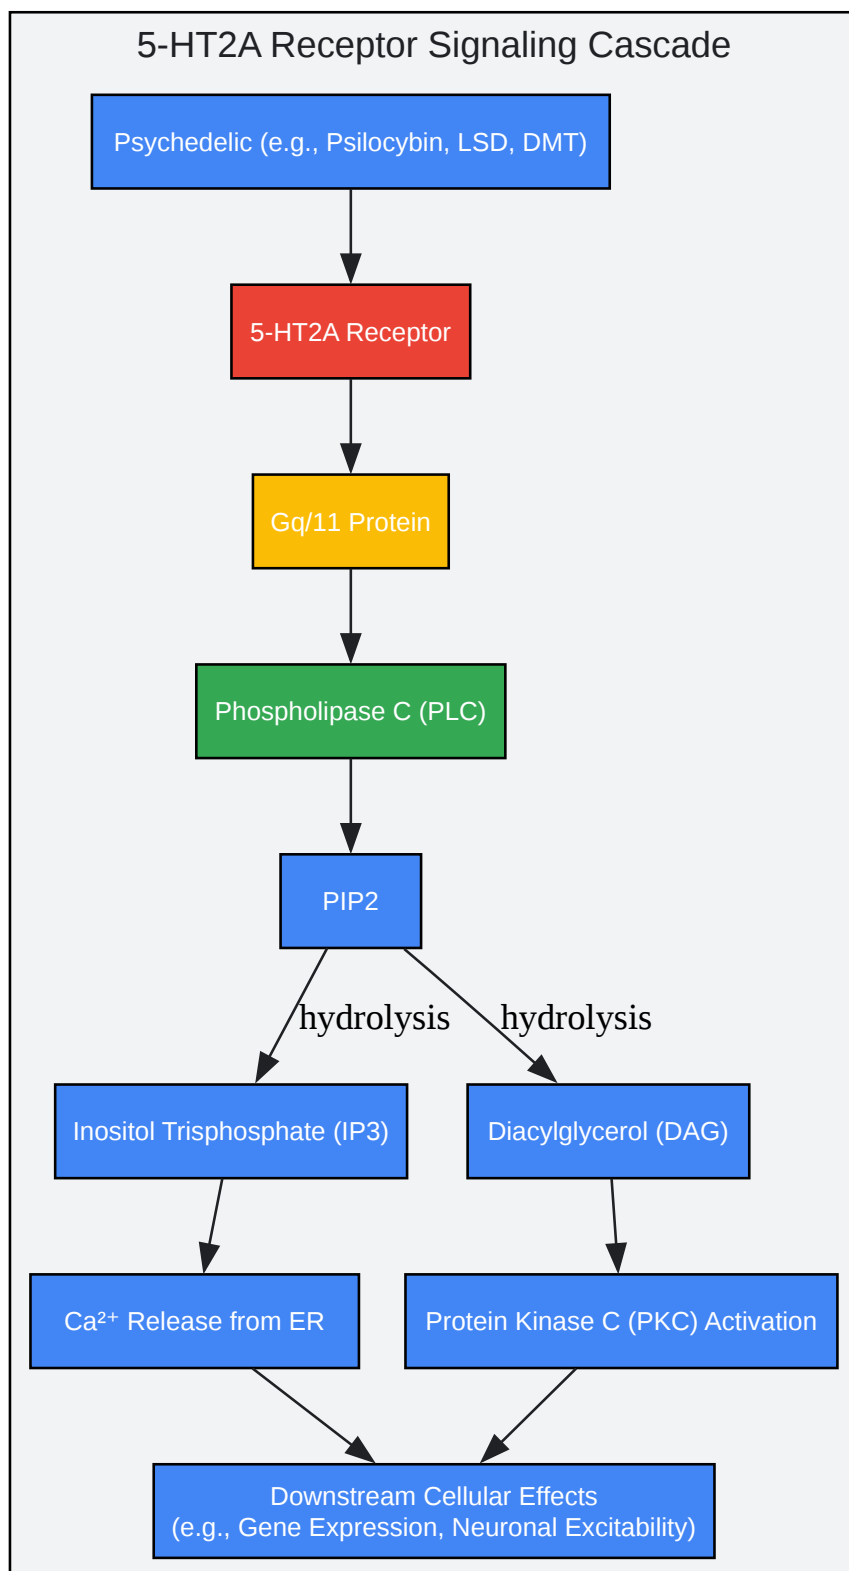 5-HT2A Receptor Signaling Cascade
Psychedelic (e.g., Psilocybin, LSD, DMT)
5-HT2A Receptor
Gq/11 Protein
Phospholipase C (PLC)
PIP2
hydrolysis
hydrolysis
Inositol Trisphosphate (IP3)
Diacylglycerol (DAG)
Ca²⁺ Release from ER
Protein Kinase C (PKC) Activation
Downstream Cellular Effects
(e.g., Gene Expression, Neuronal Excitability)